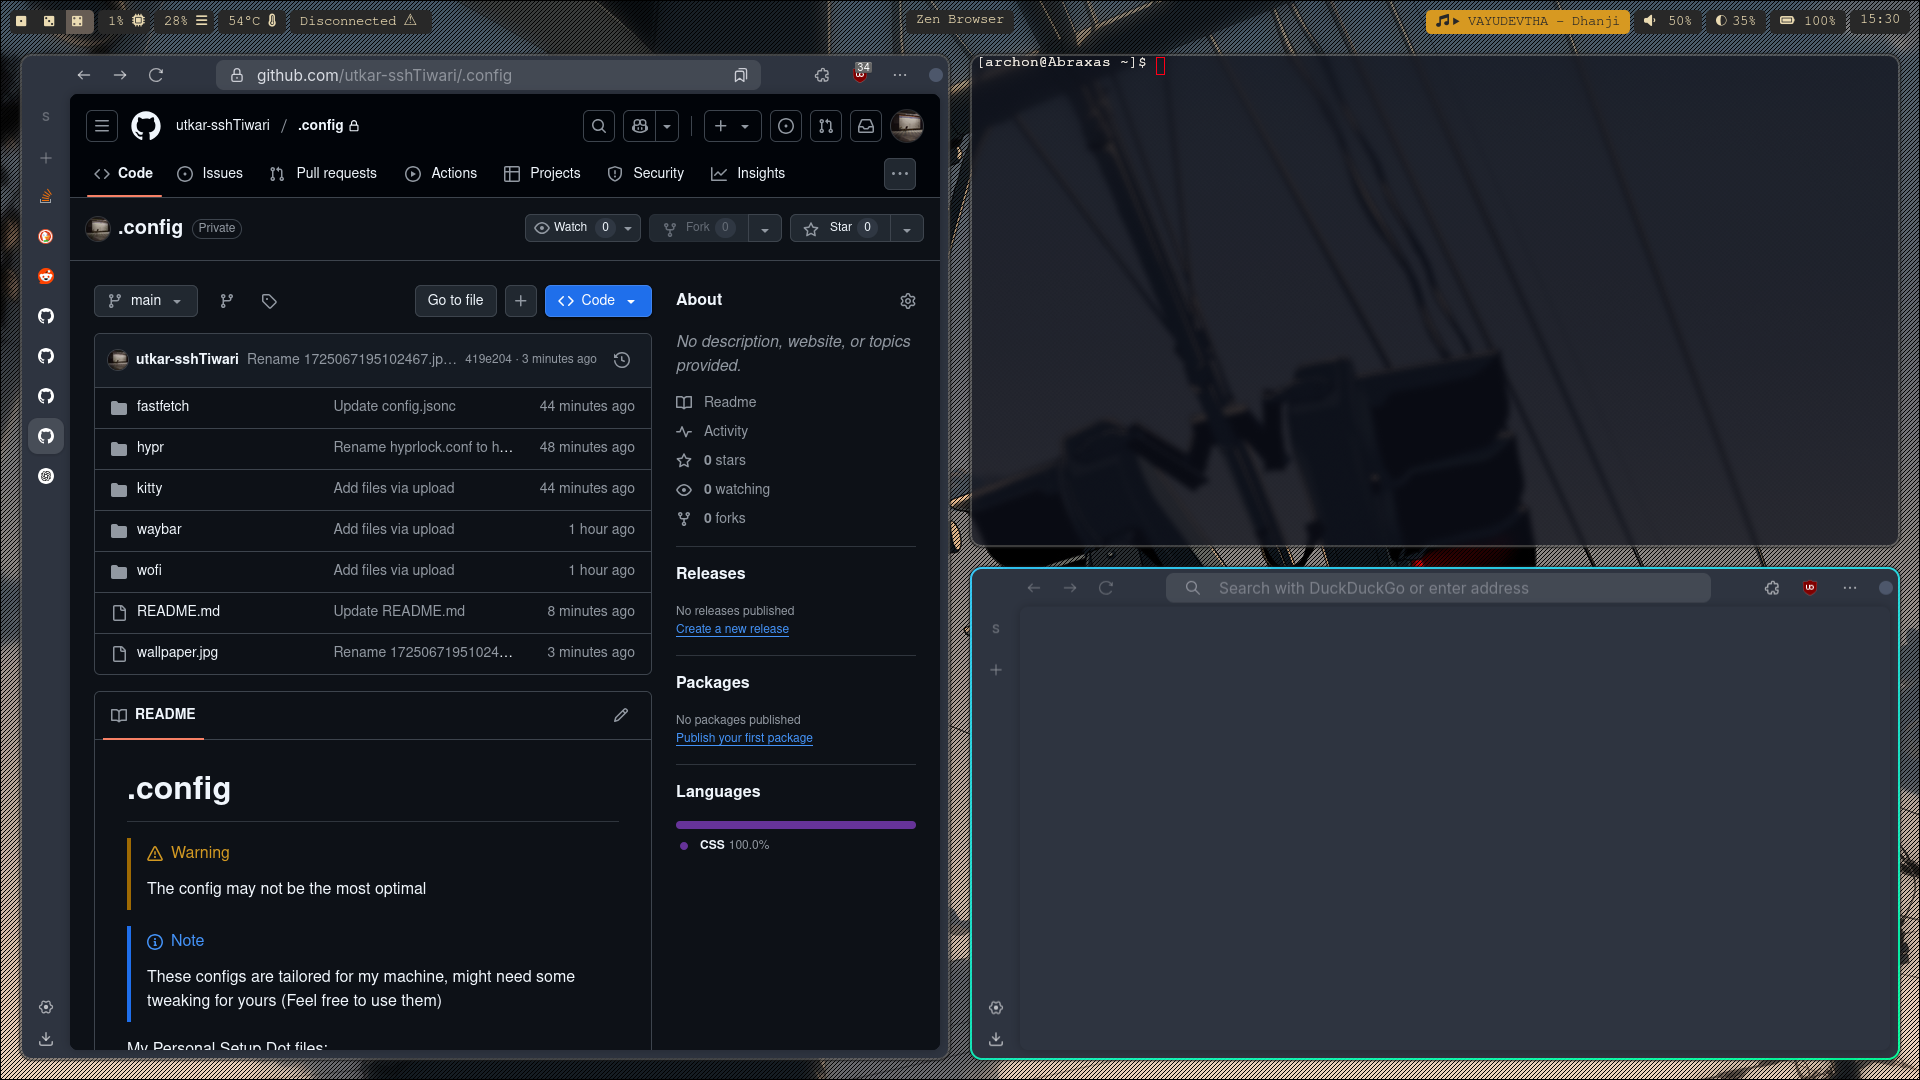 1%
28%
54°C
Disconnected
Zen Browser
VAYUDEVTHA - Dhanji
50%
35%
100%
15:30
github.com/utkar-sshTiwari/.config
34
S
utkar-sshTiwari / .config
Code
Issues
Pull requests
Actions
Projects
Security
Insights
.config
Private
Watch 0
Fork 0
Star 0
main
Go to file
Code
utkar-sshTiwari Rename 1725067195102467.jp... 419e204 · 3 minutes ago
fastfetch Update config.jsonc 44 minutes ago
hypr Rename hyprlock.conf to h... 48 minutes ago
kitty Add files via upload 44 minutes ago
waybar Add files via upload 1 hour ago
wofi Add files via upload 1 hour ago
README.md Update README.md 8 minutes ago
wallpaper.jpg Rename 17250671951024... 3 minutes ago
README
.config
Warning
The config may not be the most optimal
Note
These configs are tailored for my machine, might need some
tweaking for yours (Feel free to use them)
My Personal Setup Dot files:
About
No description, website, or topics
provided.
Readme
Activity
0 stars
0 watching
0 forks
Releases
No releases published
Create a new release
Packages
No packages published
Publish your first package
Languages
CSS 100.0%
[archon@Abraxas ~]$
Search with DuckDuckGo or enter address
S